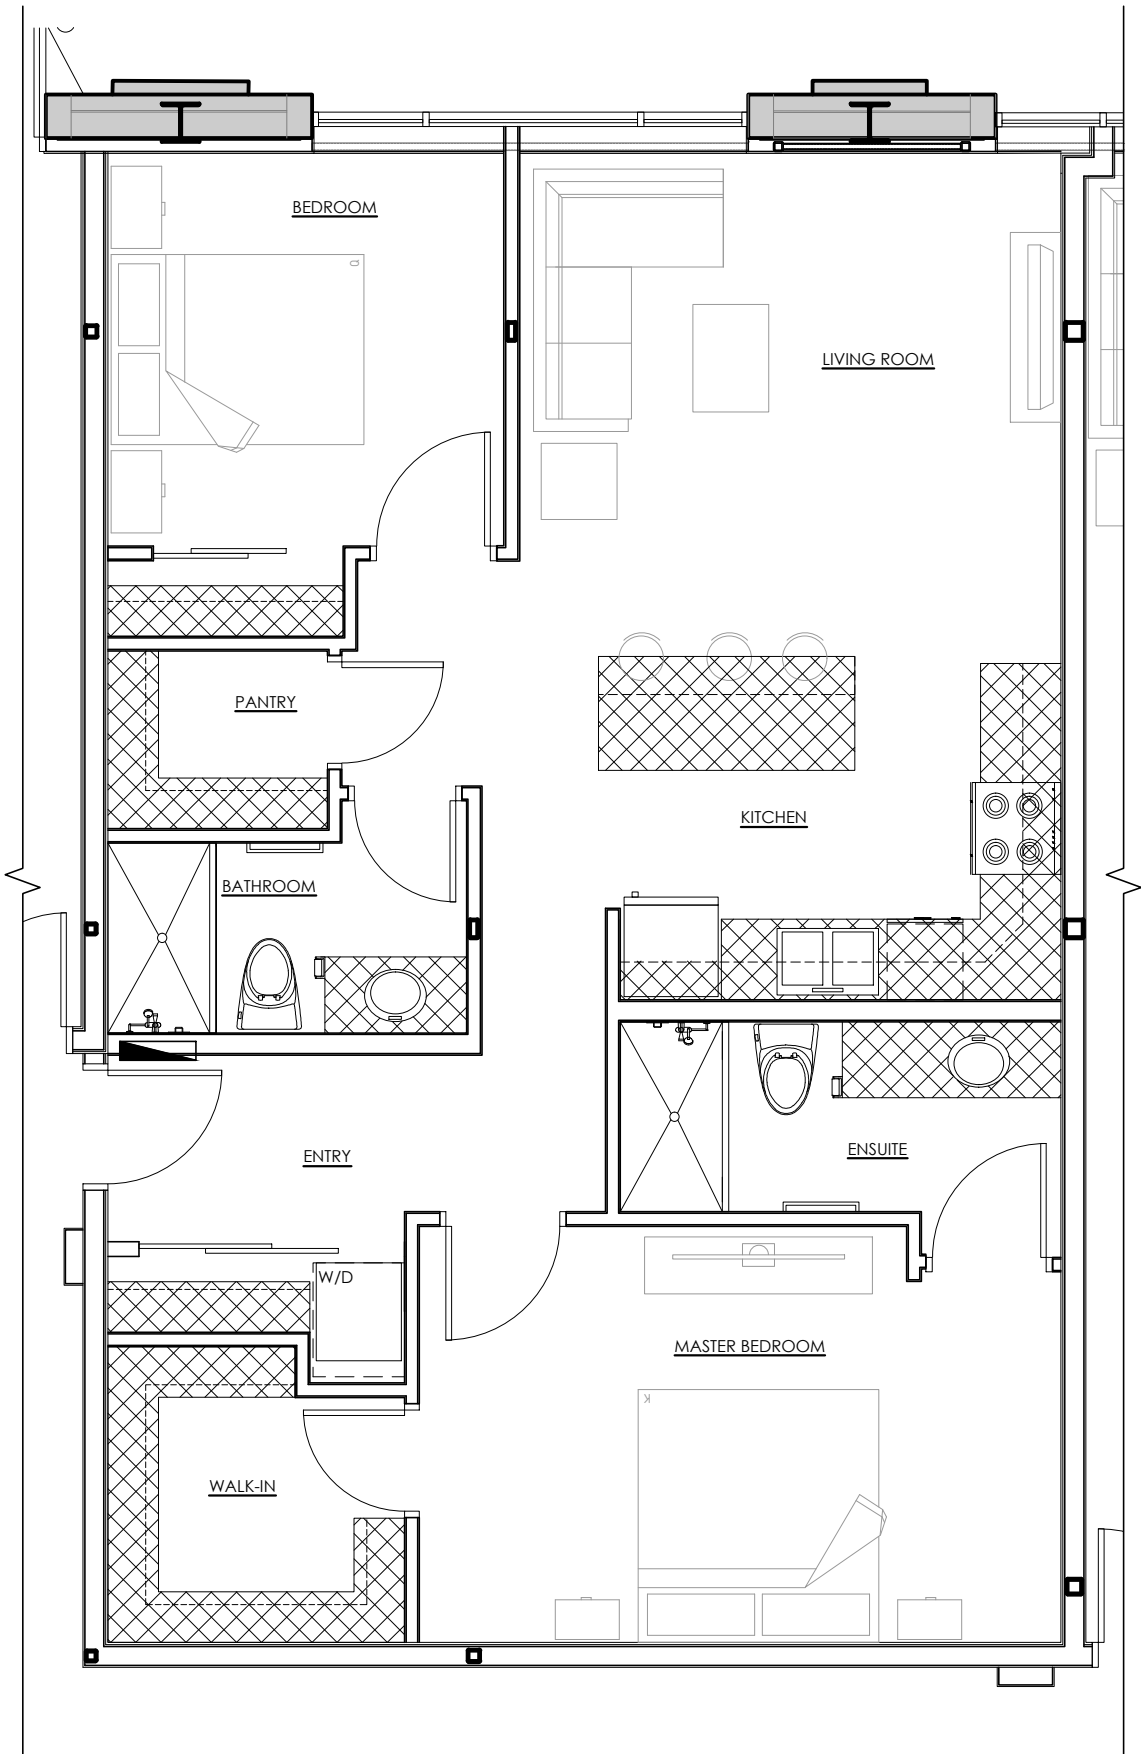 BEDROOM
LIVING ROOM
PANTRY
KITCHEN
BATHROOM
ENSUITE
ENTRY
W/D
MASTER BEDROOM
K
WALK-IN